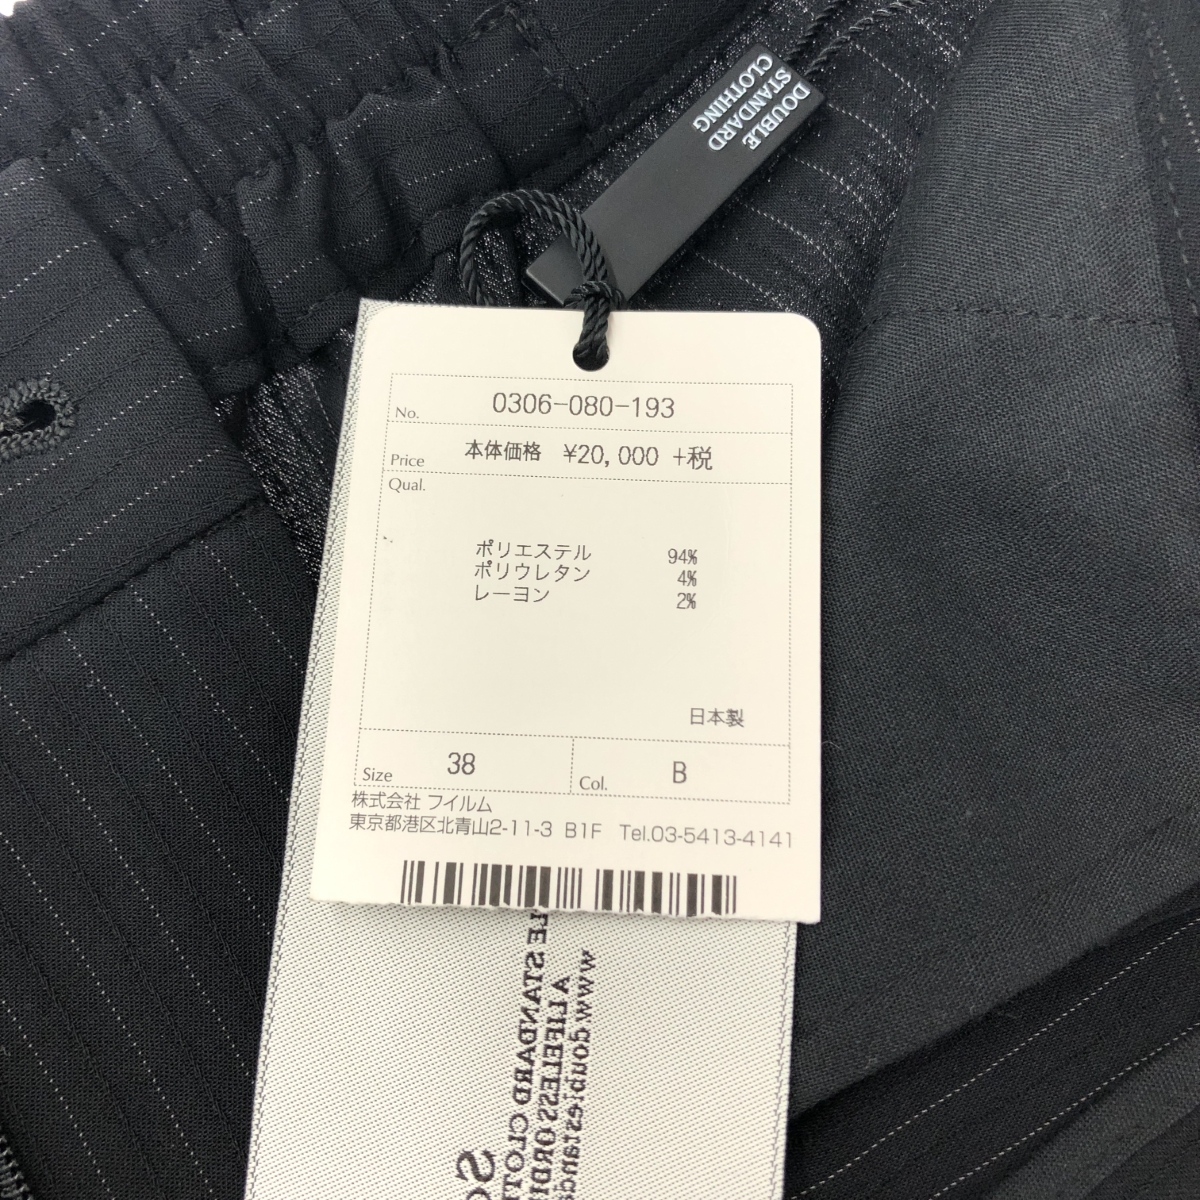 DOUBLE
STANDARD
CLOTHING
No. 0306-080-193
Price 本体価格 ¥20,000 +税
Qual.
ポリエステル 94%
ポリウレタン 4%
レーヨン 2%
日本製
Size 38 Col. B
株式会社 フイルム
東京都港区北青山2-11-3 B1F Tel.03-5413-4141
STANDARD
A LIFELESS